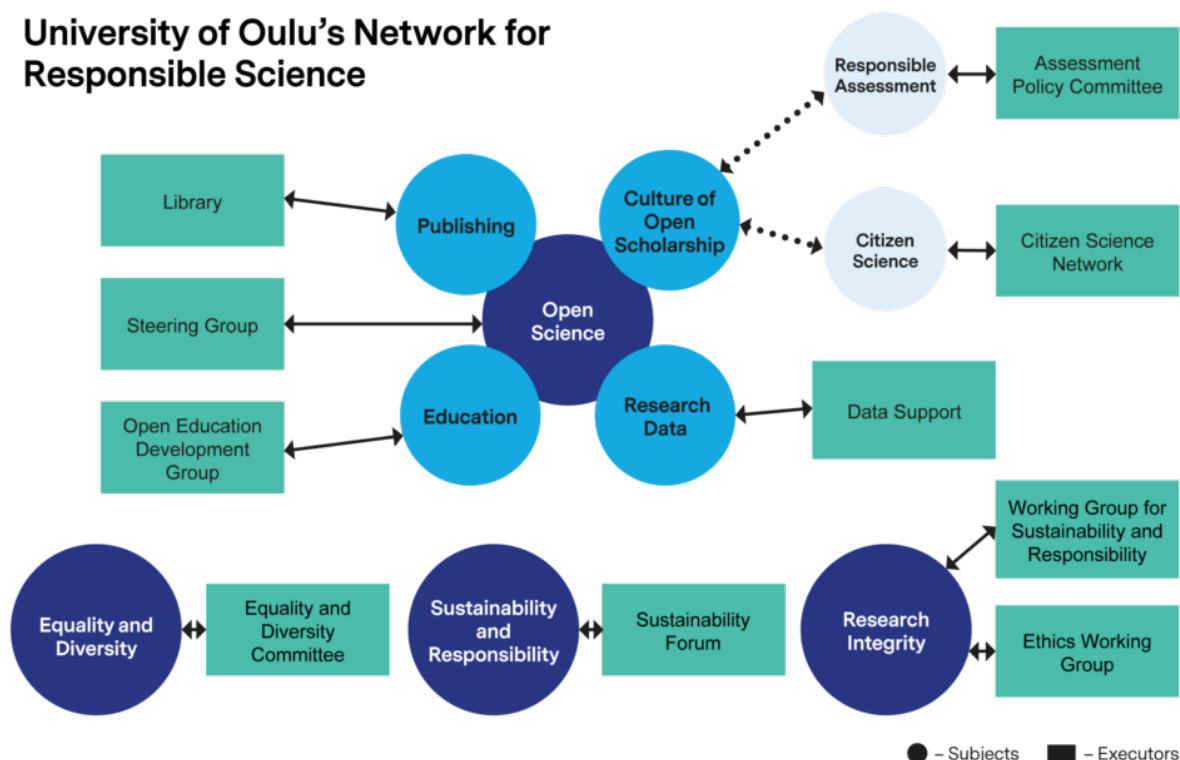 University of Oulu's Network for
Responsible Science
Responsible
Assessment
Assessment
Policy Committee
Library
Publishing
Culture of
Open
Scholarship
Citizen
Science
Citizen Science
Network
Steering Group
Open
Science
Open Education
Development
Group
Education
Research
Data
Data Support
Working Group for
Sustainability and
Responsibility
Equality and
Diversity
Equality and
Diversity
Committee
Sustainability
and
Responsibility
Sustainability
Forum
Research
Integrity
Ethics Working
Group
– Subjects
– Executors